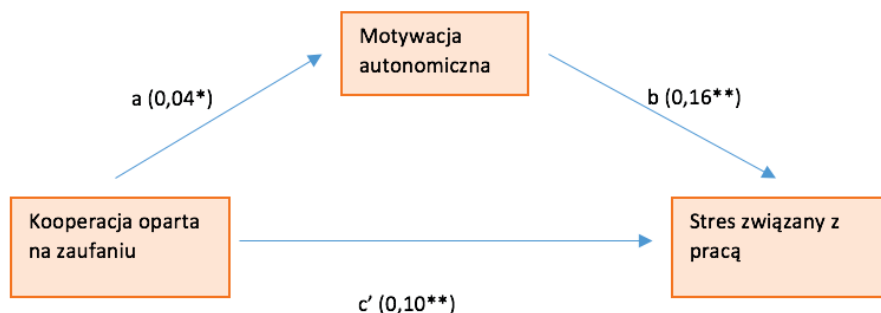 Motywacja
autonomiczna
a (0,04*)
b (0,16**)
Kooperacja oparta
na zaufaniu
Stres związany z
pracą
c’ (0,10**)